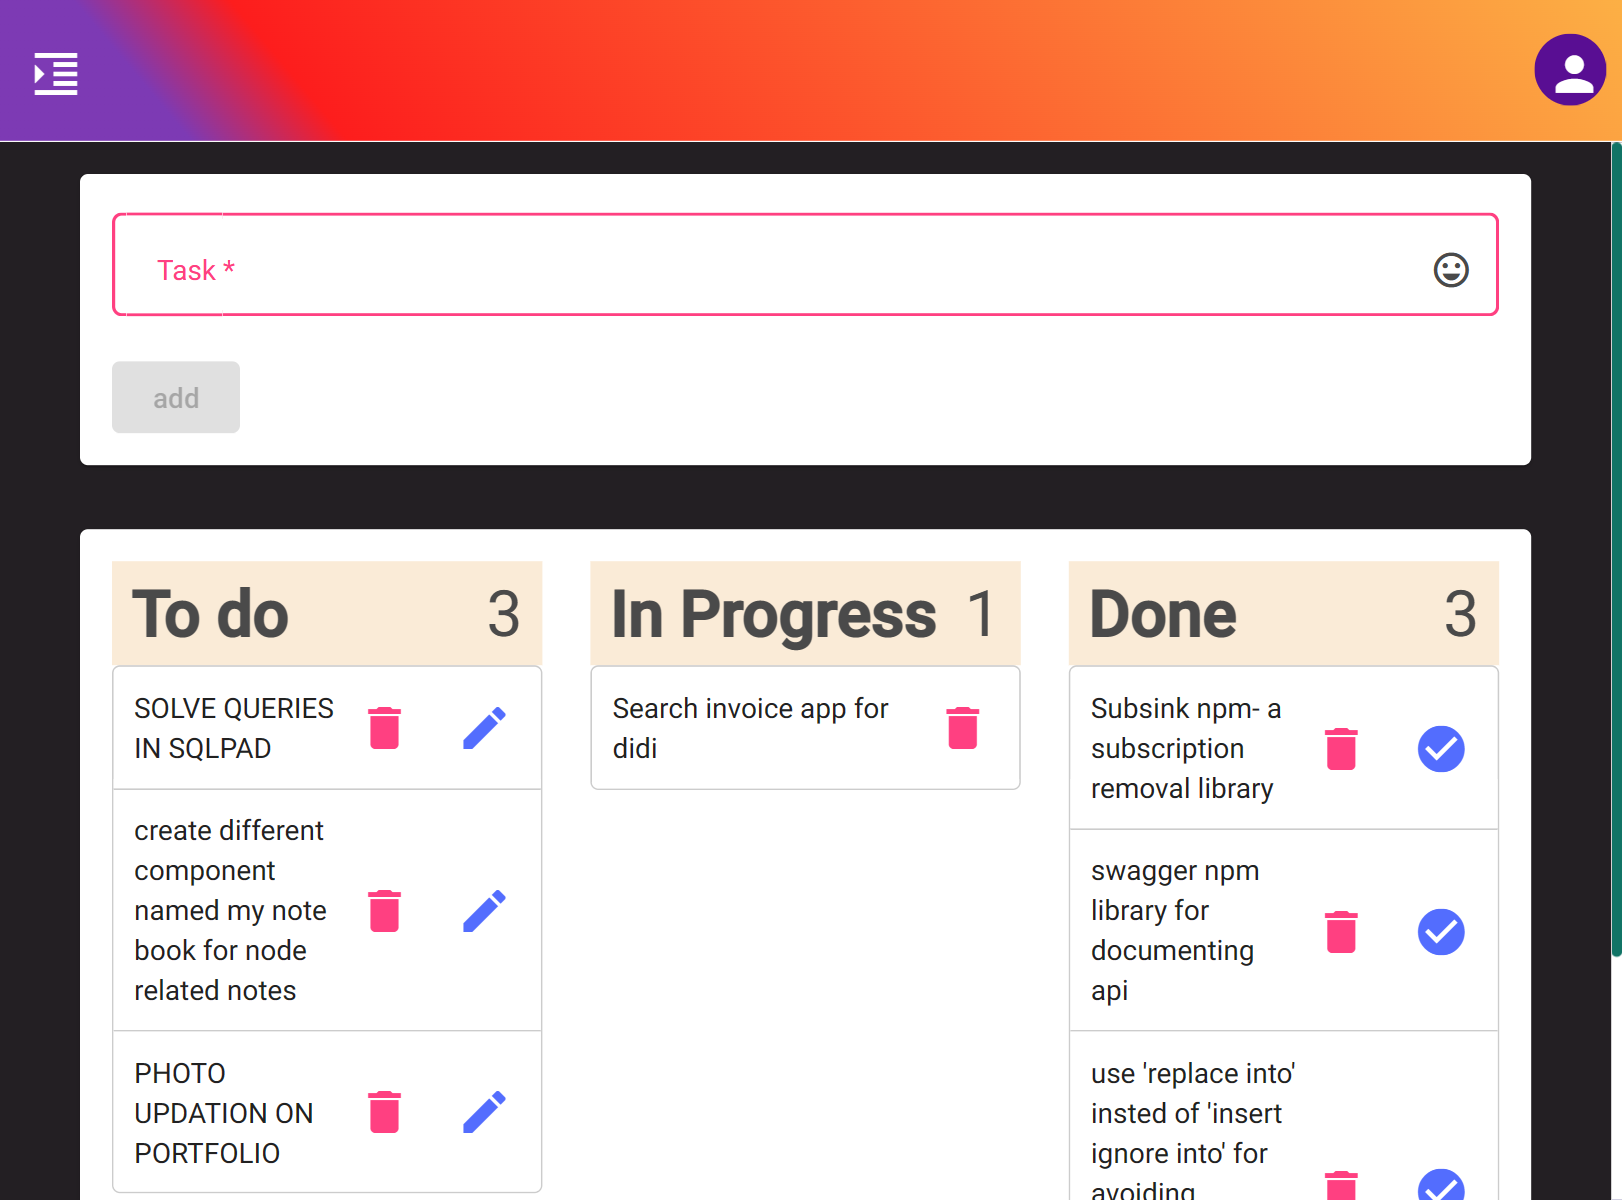 Task *
add
To do 3
SOLVE QUERIES
IN SQLPAD
create different
component
named my note
book for node
related notes
PHOTO
UPDATION ON
PORTFOLIO
In Progress 1
Search invoice app for
didi
Done 3
Subsink npm- a
subscription
removal library
swagger npm
library for
documenting
api
use 'replace into'
insted of 'insert
ignore into' for
avoiding